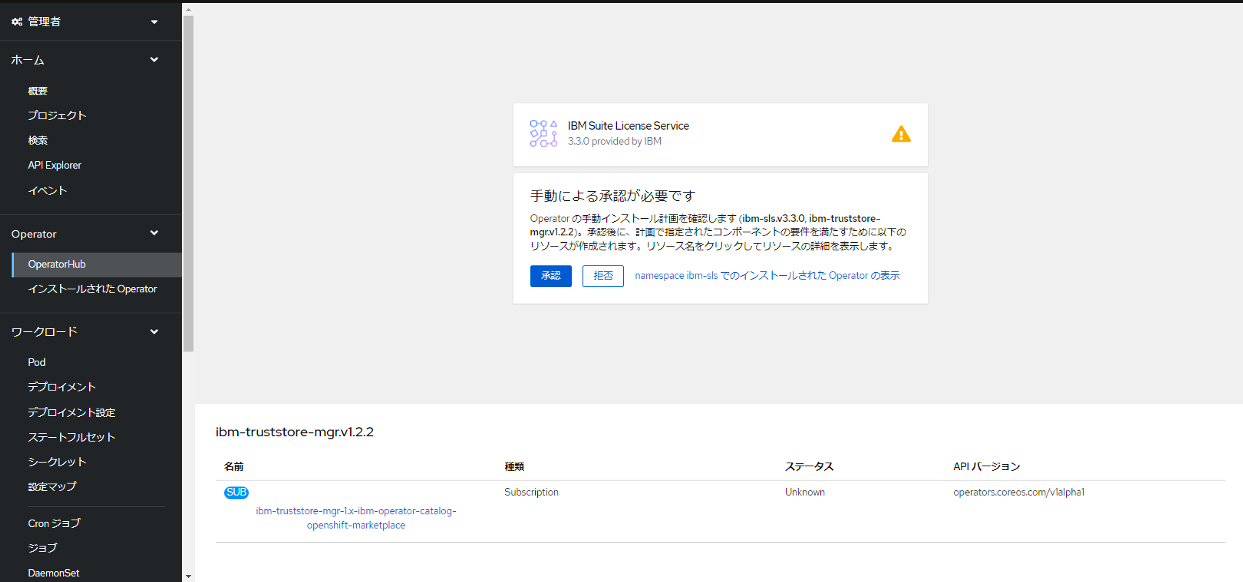 管理者
ホーム
概要
プロジェクト
検索
API Explorer
イベント
Operator
OperatorHub
インストールされた Operator
ワークロード
Pod
デプロイメント
デプロイメント設定
ステートフルセット
シークレット
設定マップ
Cron ジョブ
ジョブ
DaemonSet
IBM Suite License Service
3.3.0 provided by IBM
手動による承認が必要です
Operator の手動インストール計画を確認します (ibm-sls.v3.3.0, ibm-truststore-
mgr.v1.2.2)。承認後に、計画で指定されたコンポーネントの要件を満たすために以下の
リソースが作成されます。リソース名をクリックしてリソースの詳細を表示します。
承認 拒否 namespace ibm-sls でのインストールされた Operator の表示
ibm-truststore-mgr.v1.2.2
名前 種類 ステータス API バージョン
SUB Subscription Unknown operators.coreos.com/v1alpha1
ibm-truststore-mgr-1.x-ibm-operator-catalog-
openshift-marketplace